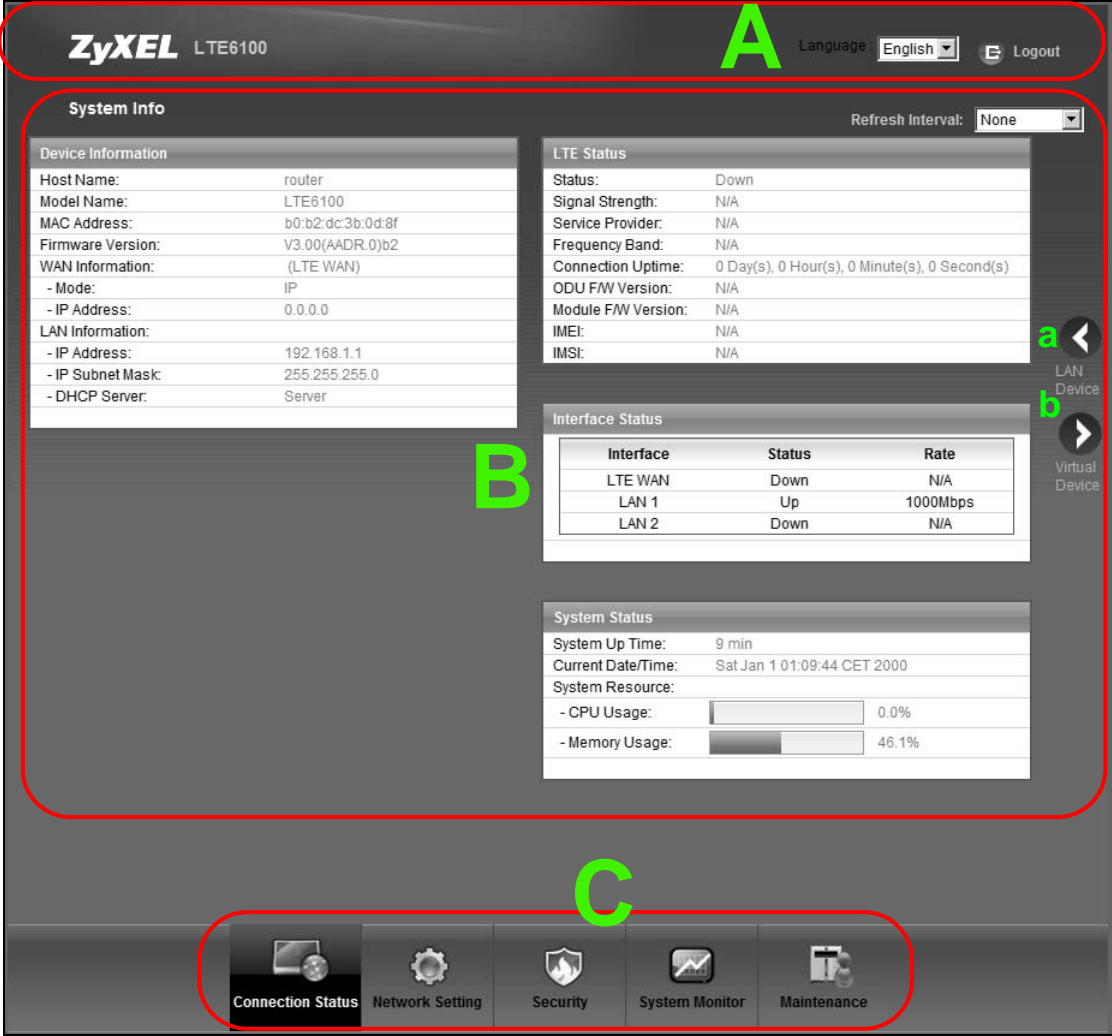 ZyXEL LTE6100
A
Language : English
Logout
System Info
Refresh Interval: None
Device Information
Host Name: router
Model Name: LTE6100
MAC Address: b0:b2:dc:3b:0d:8f
Firmware Version: V3.00(AADR.0)b2
WAN Information: (LTE WAN)
- Mode: IP
- IP Address: 0.0.0.0
LAN Information:
- IP Address: 192.168.1.1
- IP Subnet Mask: 255.255.255.0
- DHCP Server: Server
LTE Status
Status: Down
Signal Strength: N/A
Service Provider: N/A
Frequency Band: N/A
Connection Uptime: 0 Day(s), 0 Hour(s), 0 Minute(s), 0 Second(s)
ODU F/W Version: N/A
Module F/W Version: N/A
IMEI: N/A
IMSI: N/A
a
LAN
Device
b
Virtual
Device
B
Interface Status
Interface Status Rate
LTE WAN Down N/A
LAN 1 Up 1000Mbps
LAN 2 Down N/A
System Status
System Up Time: 9 min
Current Date/Time: Sat Jan 1 01:09:44 CET 2000
System Resource:
- CPU Usage: 0.0%
- Memory Usage: 46.1%
C
Connection Status
Network Setting
Security
System Monitor
Maintenance